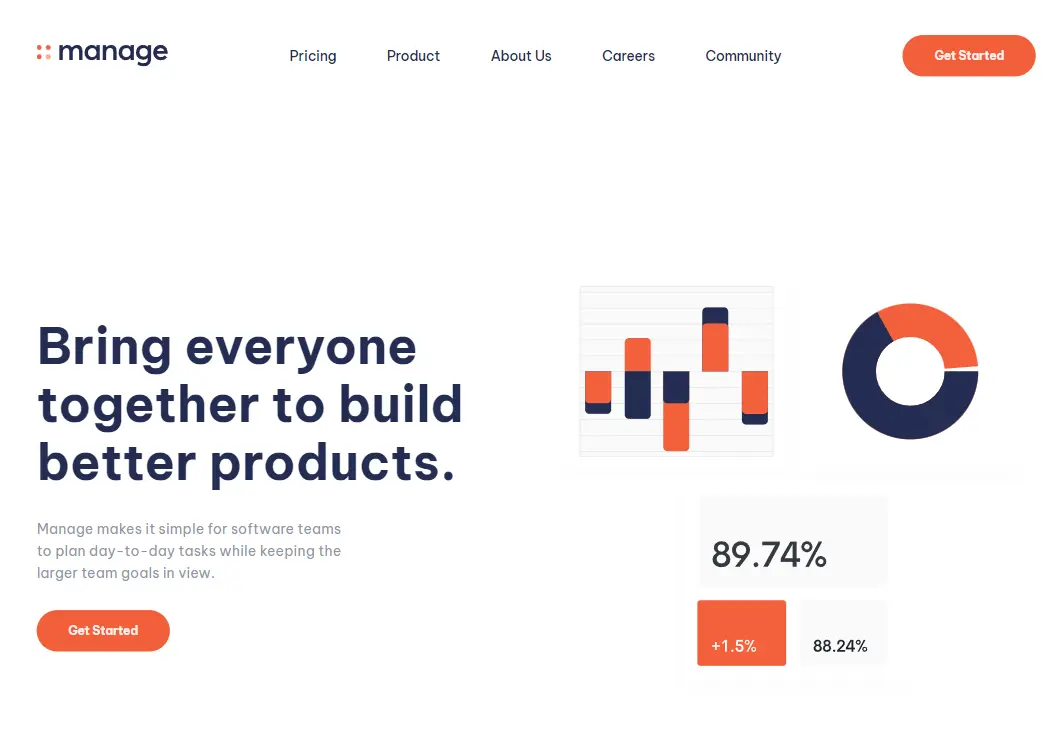 manage
Pricing
Product
About Us
Careers
Community
Get Started
Bring everyone
together to build
better products.
Manage makes it simple for software teams
to plan day-to-day tasks while keeping the
larger team goals in view.
Get Started
89.74%
+1.5%
88.24%